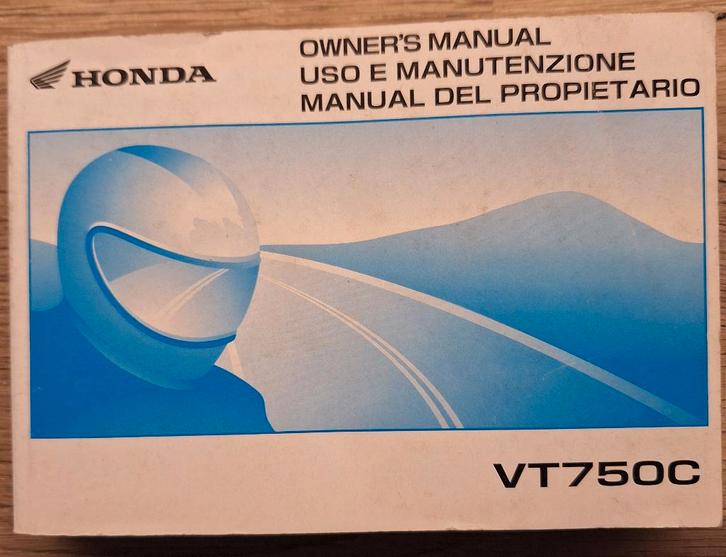 HONDA
OWNER'S MANUAL
USO E MANUTENZIONE
MANUAL DEL PROPIETARIO
VT750C